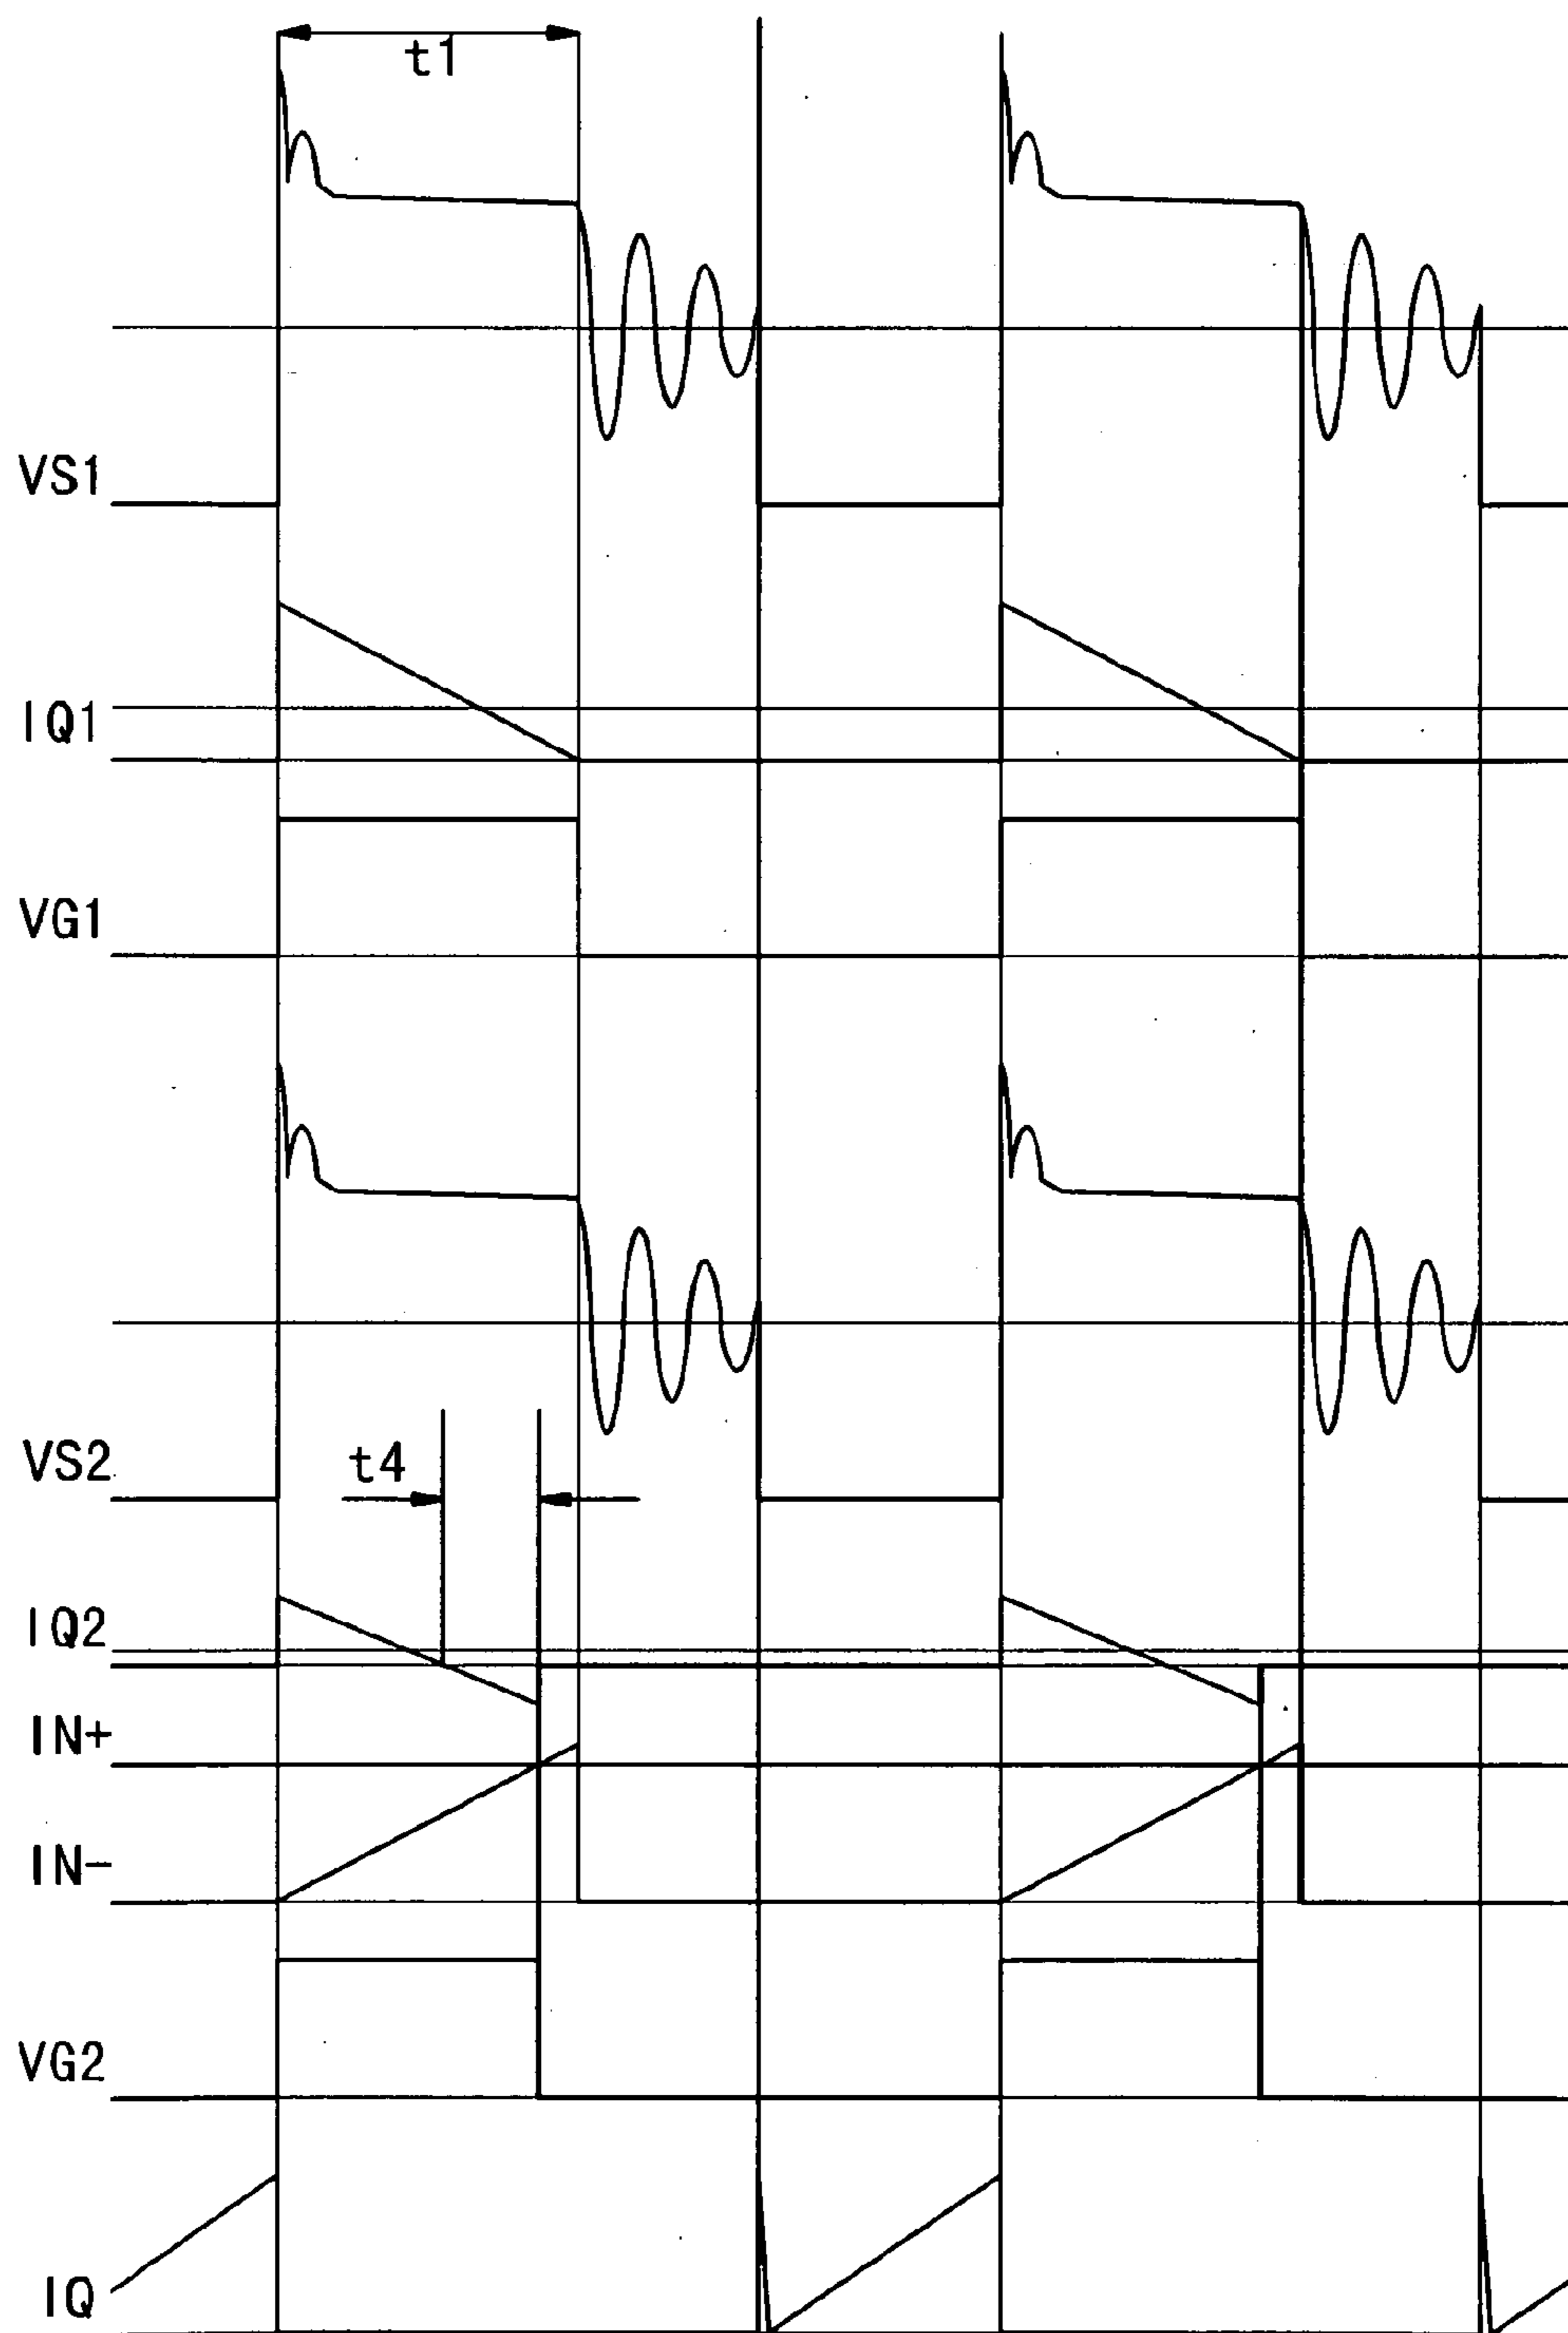 t1
VS1
IQ1
VG1
VS2
t4
IQ2
IN+
IN-
VG2
IQ